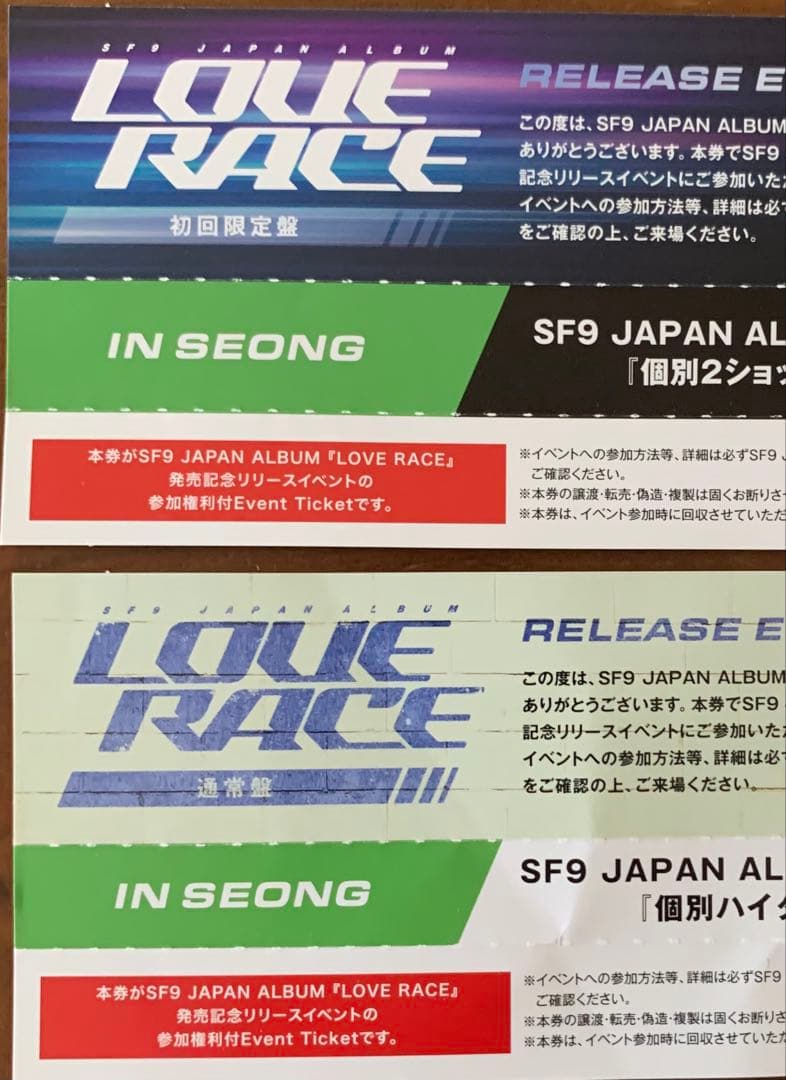 SF9 JAPAN ALBUM
LOVE
RACE
初回限定盤
RELEASE E
この度は、SF9 JAPAN ALBUM
ありがとうございます。本券でSF9
記念リリースイベントにご参加いた
イベントへの参加方法等、詳細は必ず
をご確認の上、ご来場ください。
IN SEONG
SF9 JAPAN AL
『個別2ショッ
本券がSF9 JAPAN ALBUM『LOVE RACE』
発売記念リリースイベントの
参加権利付Event Ticketです。
※イベントへの参加方法等、詳細は必ずSF9 J
ご確認ください。
※本券の譲渡・転売・偽造・複製は固くお断りさ
※本券は、イベント参加時に回収させていただ
SF9 JAPAN ALBUM
LOVE
RACE
通常盤
RELEASE E
この度は、SF9 JAPAN ALBUM
ありがとうございます。本券でSF9
記念リリースイベントにご参加いた
イベントへの参加方法等、詳細は必ず
をご確認の上、ご来場ください。
IN SEONG
SF9 JAPAN AL
『個別ハイタ
本券がSF9 JAPAN ALBUM『LOVE RACE』
発売記念リリースイベントの
参加権利付Event Ticketです。
※イベントへの参加方法等、詳細は必ずSF9
ご確認ください。
※本券の譲渡・転売・偽造・複製は固くお断りさ
※本券は、イベント参加時に回収させていただ